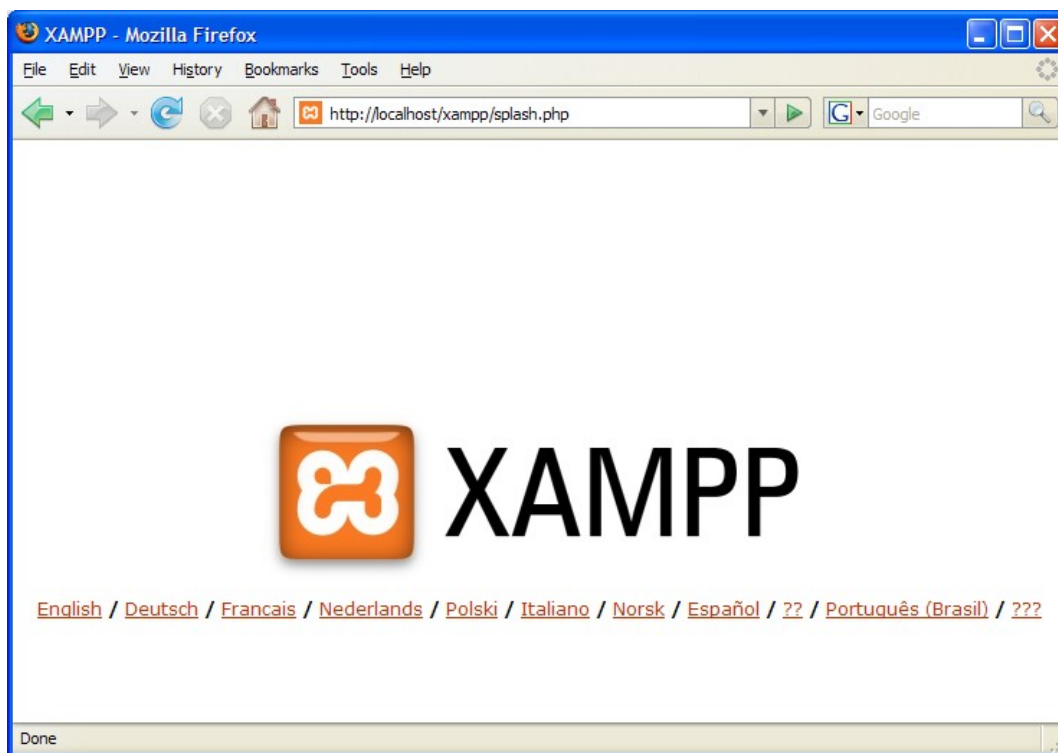 XAMPP - Mozilla Firefox
File Edit View History Bookmarks Tools Help
http://localhost/xampp/splash.php G Google
XAMPP
English / Deutsch / Francais / Nederlands / Polski / Italiano / Norsk / Español / ?? / Português (Brasil) / ???
Done